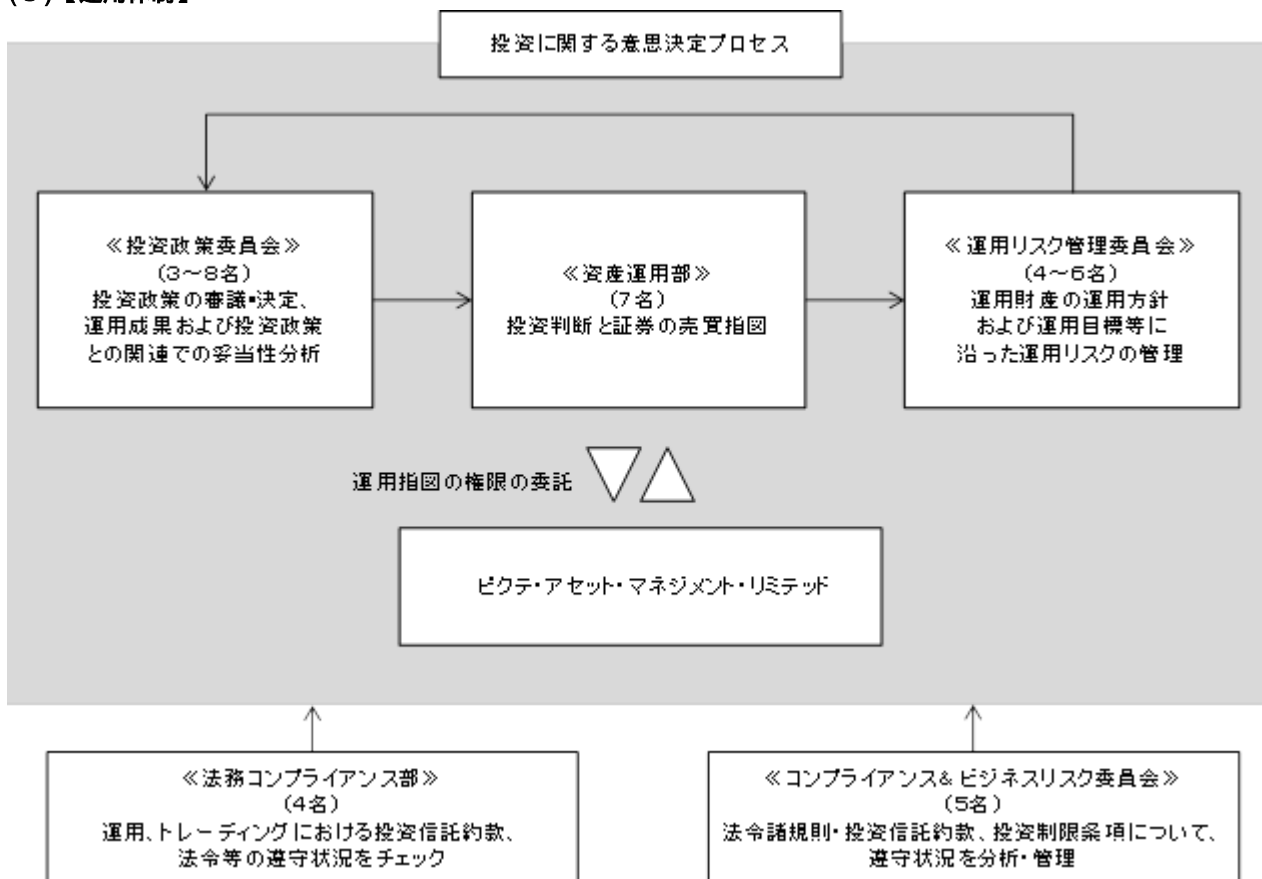 投資に関する意思決定プロセス
≪投資政策委員会≫
(3～8名)
投資政策の審議・決定、
運用成果および投資政策
との関連での妥当性分析
≪資産運用部≫
(7名)
投資判断と証券の売買指図
≪運用リスク管理委員会≫
(4～6名)
運用財産の運用方針
および運用目標等に
沿った運用リスクの管理
運用指図の権限の委託
ピクテ・アセット・マネジメント・リミテッド
≪法務コンプライアンス部≫
(4名)
運用、トレーディングにおける投資信託約款、
法令等の遵守状況をチェック
≪コンプライアンス&ビジネスリスク委員会≫
(5名)
法令諸規則・投資信託約款、投資制限条項について、
遵守状況を分析・管理